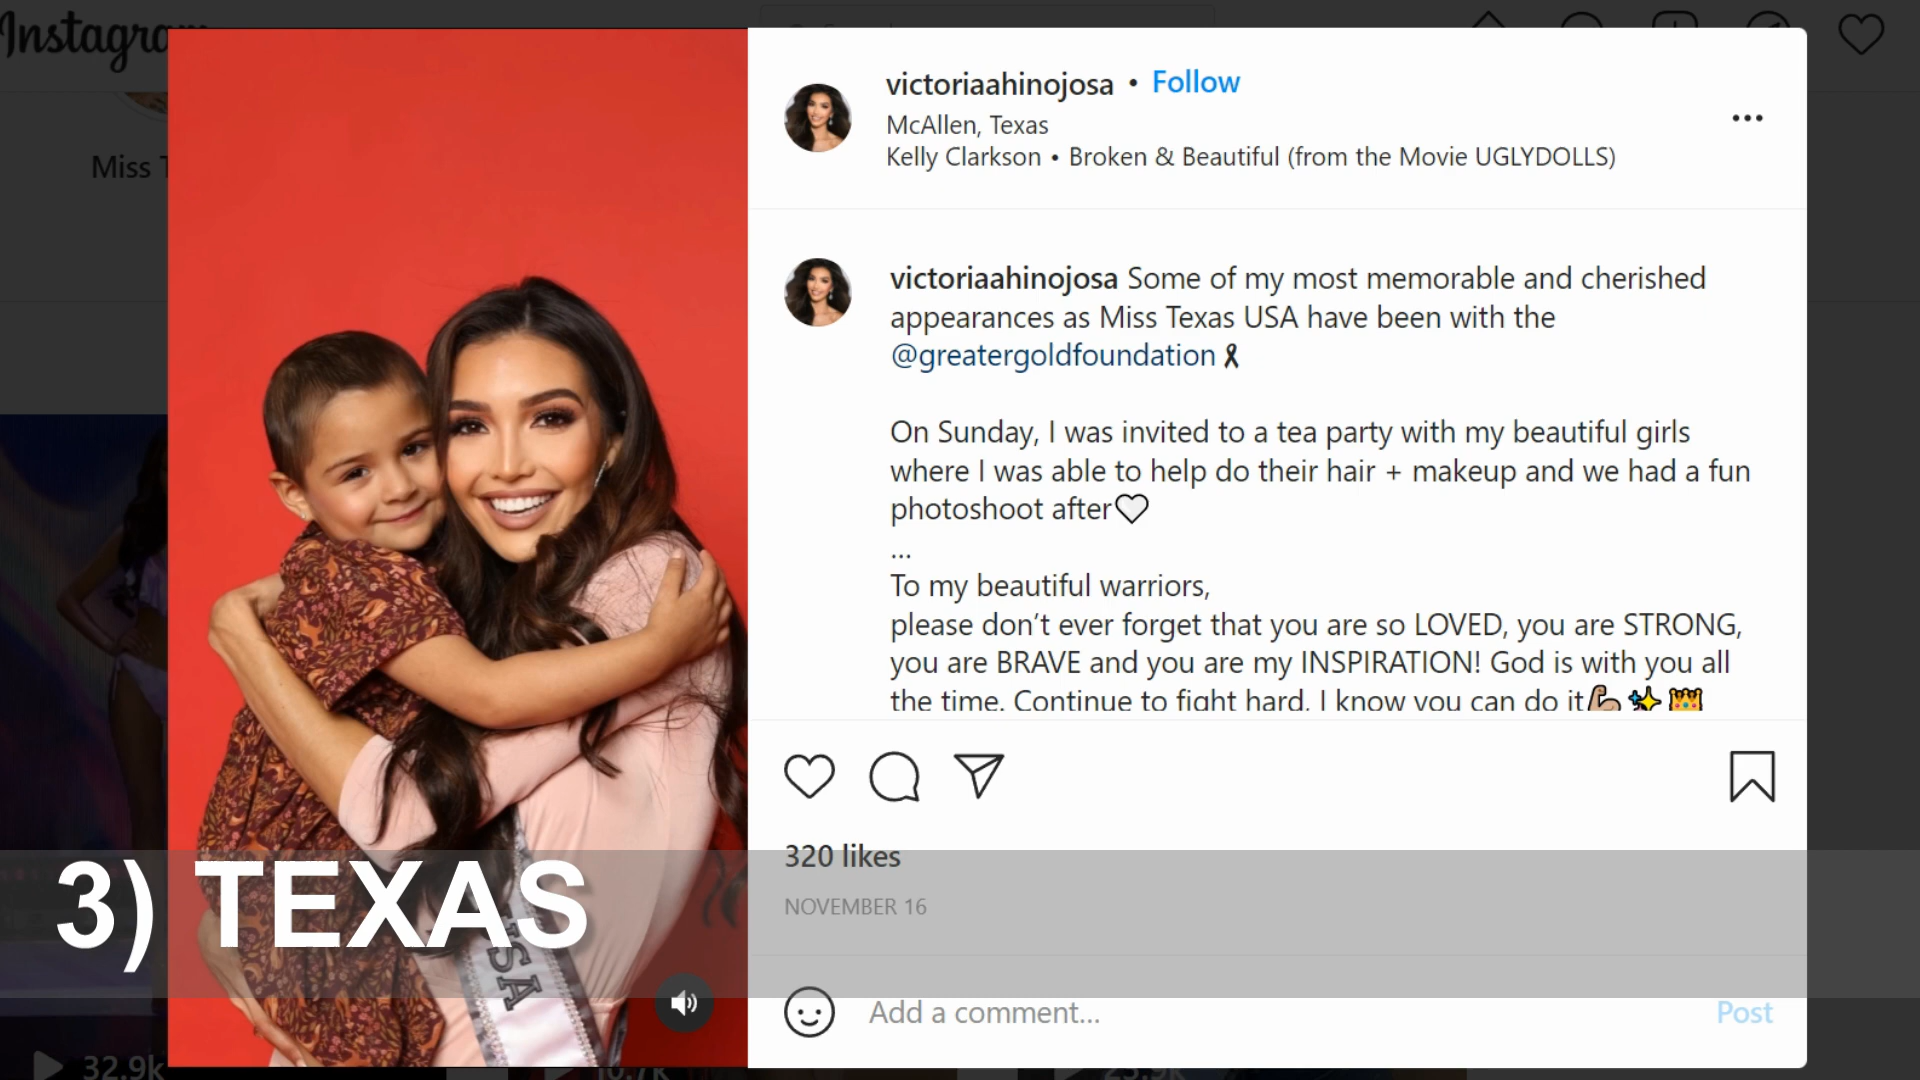 Instagra
victoriaahinojosa • Follow
McAllen, Texas
Miss T
Kelly Clarkson • Broken & Beautiful (from the Movie UGLYDOLLS)
victoriaahinojosa Some of my most memorable and cherished
appearances as Miss Texas USA have been with the
@greatergoldfoundation🎗
On Sunday, I was invited to a tea party with my beautiful girls
where I was able to help do their hair + makeup and we had a fun
photoshoot after🤍
...
To my beautiful warriors,
please don’t ever forget that you are so LOVED, you are STRONG,
you are BRAVE and you are my INSPIRATION! God is with you all
the time. Continue to fight hard, I know you can do it💪🏽✨👑
320 likes
3) TEXAS
NOVEMBER 16
USA
Add a comment...
Post
32.9k